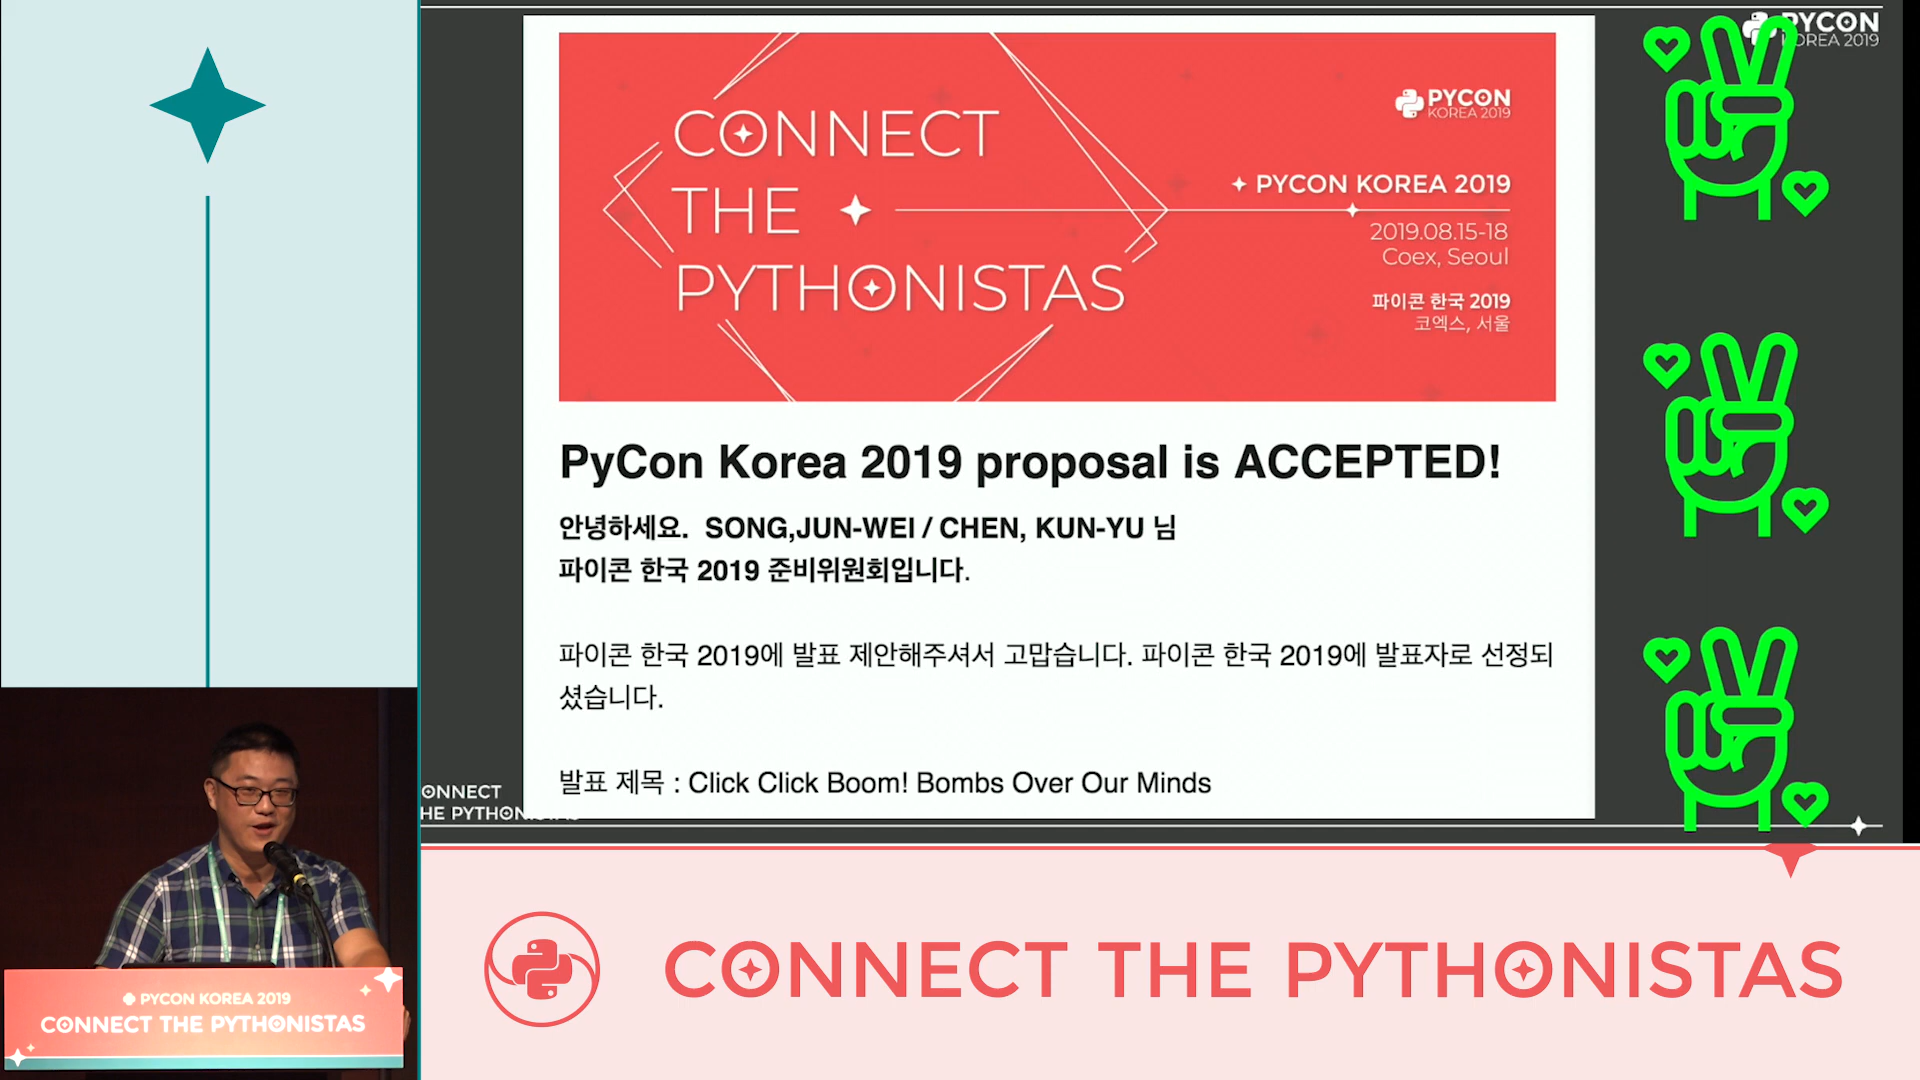 PYCON
KOREA 2019
CONNECT
THE
PYTHONISTAS
PYCON
KOREA 2019
PYCON KOREA 2019
2019.08.15-18
Coex, Seoul
파이콘 한국 2019
코엑스, 서울
PyCon Korea 2019 proposal is ACCEPTED!
안녕하세요. SONG,JUN-WEI / CHEN, KUN-YU 님
파이콘 한국 2019 준비위원회입니다.
파이콘 한국 2019에 발표 제안해주셔서 고맙습니다. 파이콘 한국 2019에 발표자로 선정되
셨습니다.
발표 제목 : Click Click Boom! Bombs Over Our Minds
ONNECT
HE PYTHONISTAS
PYCON KOREA 2019
CONNECT THE PYTHONISTAS
CONNECT THE PYTHONISTAS